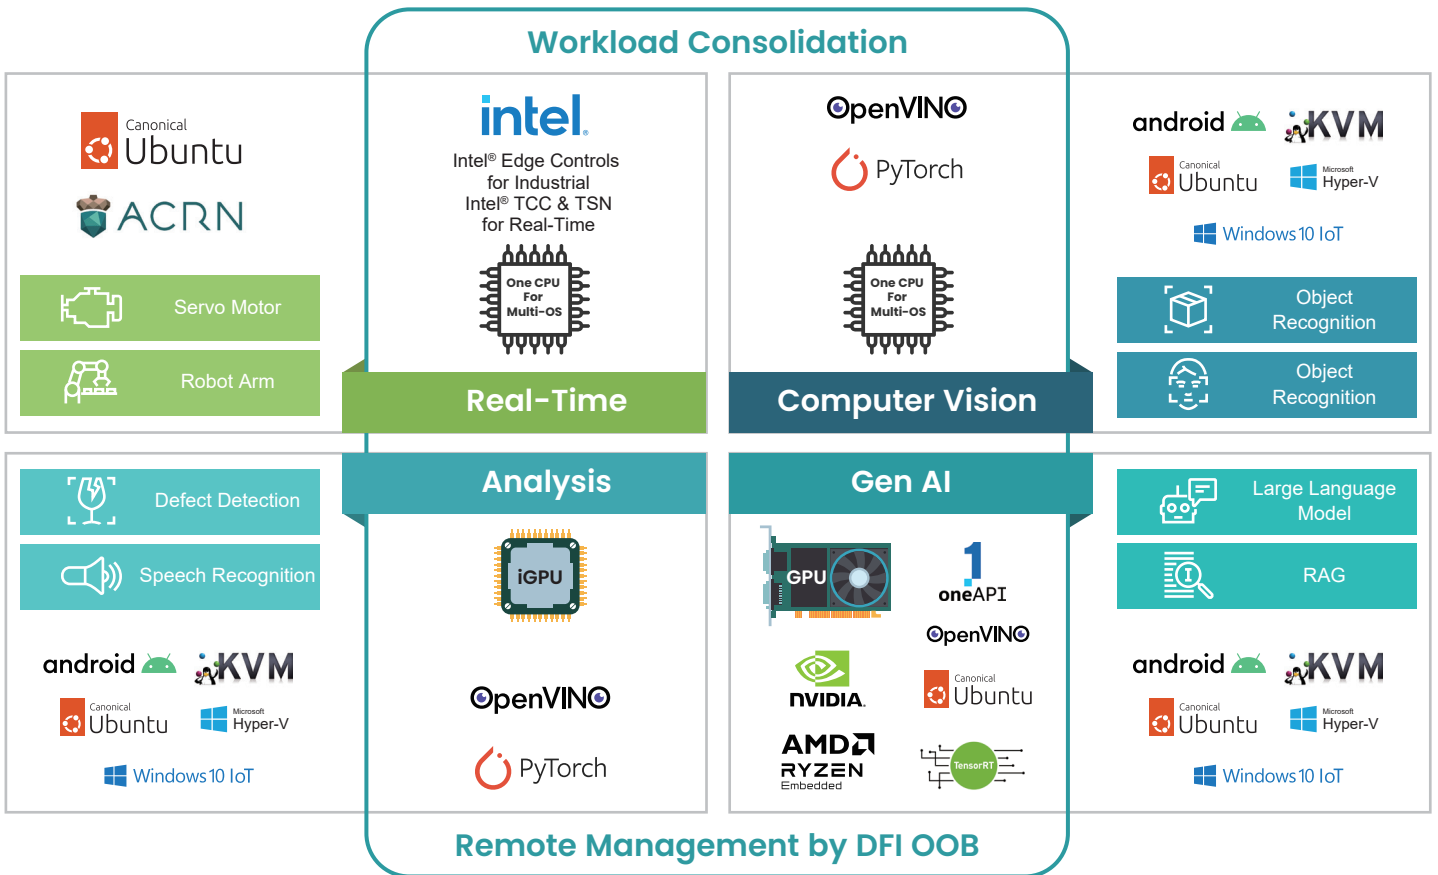 Workload Consolidation
Canonical
Ubuntu
ACRN
Servo Motor
Robot Arm
intel.
Intel® Edge Controls
for Industrial
Intel® TCC & TSN
for Real-Time
One CPU
For
Multi-OS
Real-Time
OpenVINO
PyTorch
One CPU
For
Multi-OS
Computer Vision
android
KVM
Canonical
Ubuntu
Microsoft
Hyper-V
Windows 10 IoT
Object
Recognition
Object
Recognition
Defect Detection
Speech Recognition
android
KVM
Canonical
Ubuntu
Microsoft
Hyper-V
Windows 10 IoT
Analysis
iGPU
OpenVINO
PyTorch
Gen AI
GPU
1
oneAPI
OpenVINO
NVIDIA.
Canonical
Ubuntu
AMD
RYZEN
Embedded
TensorRT
Large Language
Model
RAG
android
KVM
Canonical
Ubuntu
Microsoft
Hyper-V
Windows 10 IoT
Remote Management by DFI OOB